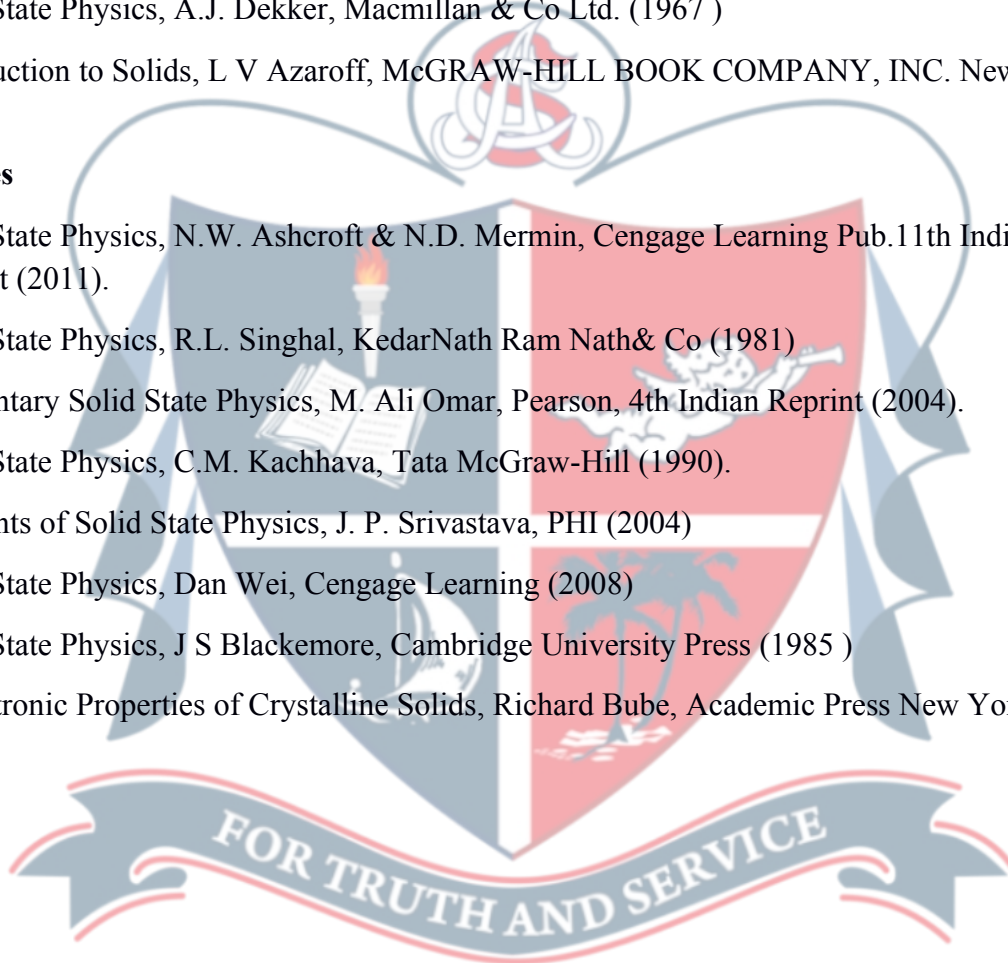 State Physics, A.J. Dekker, Macmillan & Co Ltd. (1967 )
uction to Solids, L V Azaroff, McGRAW-HILL BOOK COMPANY, INC. New
es
State Physics, N.W. Ashcroft & N.D. Mermin, Cengage Learning Pub.11th Indi
t (2011).
State Physics, R.L. Singhal, KedarNath Ram Nath& Co (1981)
ntary Solid State Physics, M. Ali Omar, Pearson, 4th Indian Reprint (2004).
State Physics, C.M. Kachhava, Tata McGraw-Hill (1990).
nts of Solid State Physics, J. P. Srivastava, PHI (2004)
State Physics, Dan Wei, Cengage Learning (2008)
State Physics, J S Blackemore, Cambridge University Press (1985 )
tronic Properties of Crystalline Solids, Richard Bube, Academic Press New Yor
FOR TRUTH AND SERVICE